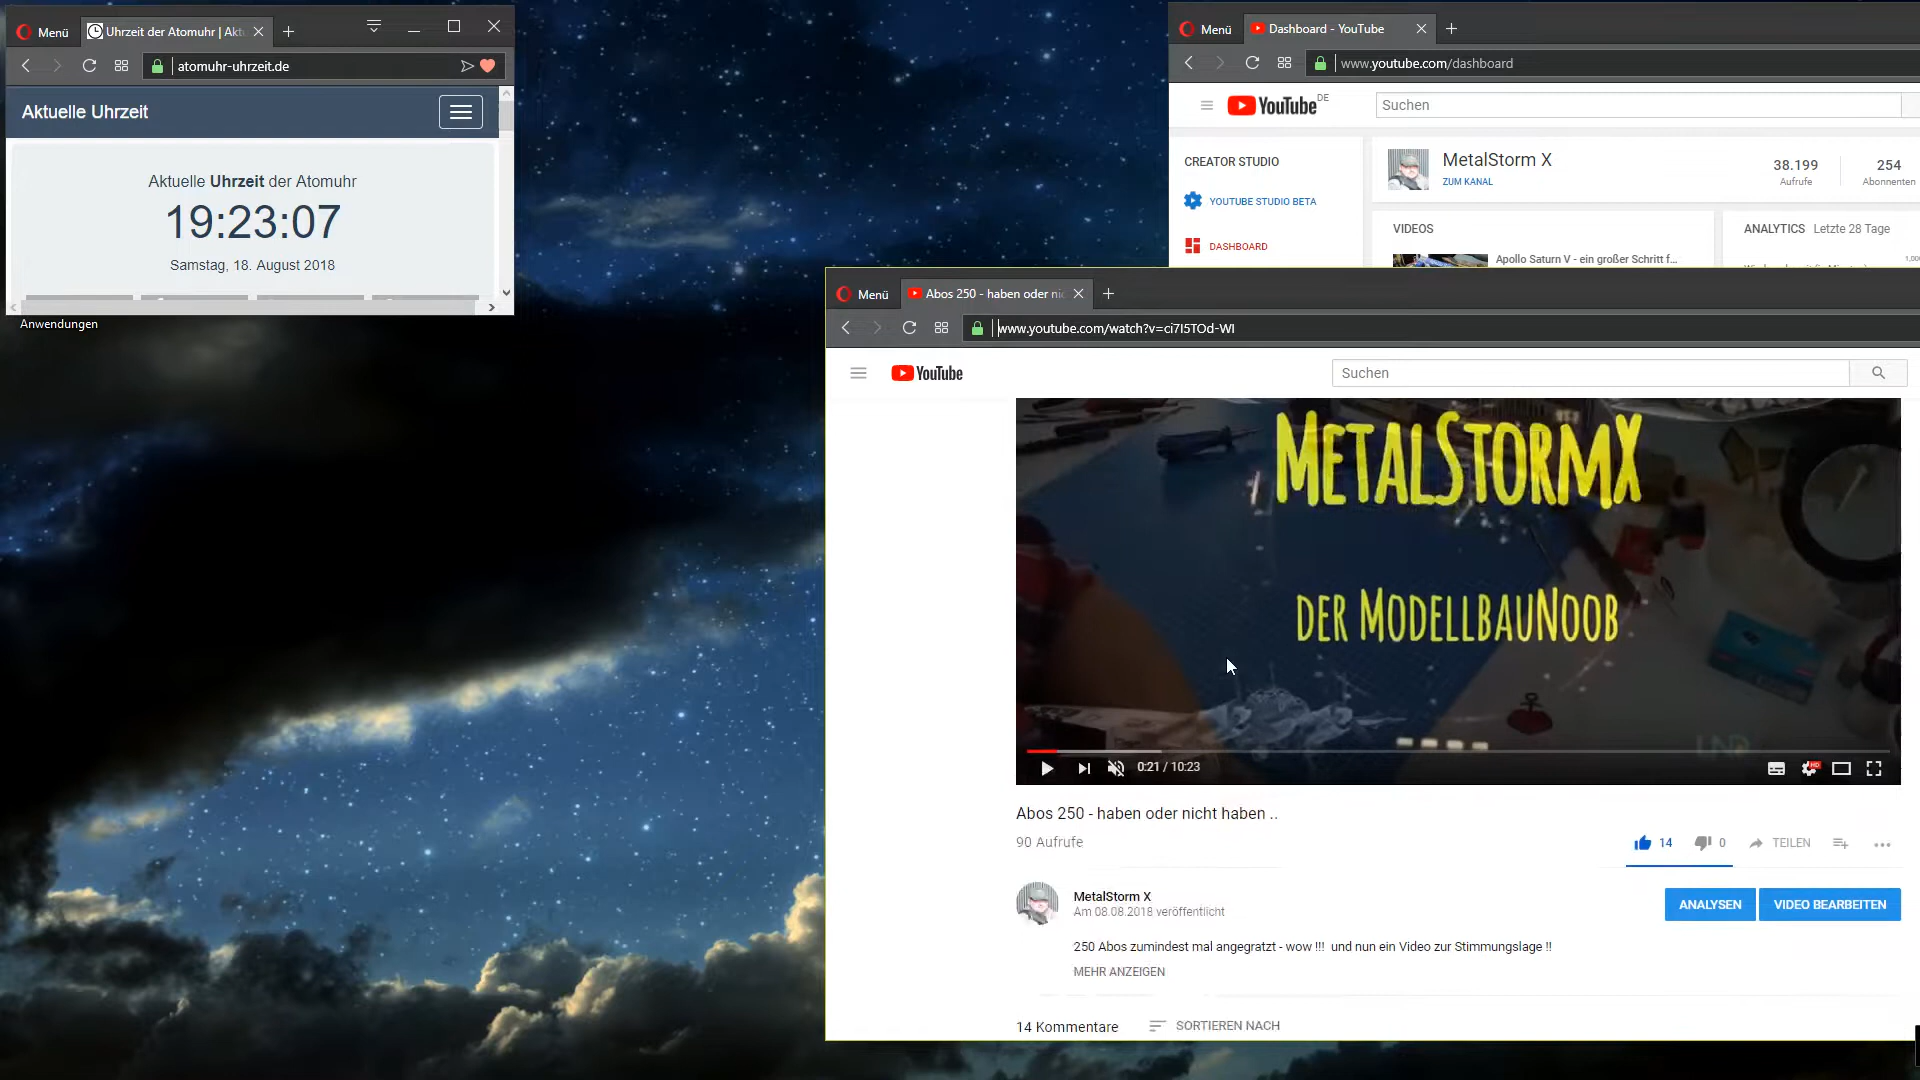 Menü
Uhrzeit der Atomuhr | Akt
atomuhr-uhrzeit.de
Aktuelle Uhrzeit
Aktuelle Uhrzeit der Atomuhr
19:23:07
Samstag, 18. August 2018
Anwendungen
Menü
Dashboard - YouTube
www.youtube.com/dashboard
YouTube DE
Suchen
CREATOR STUDIO
YOUTUBE STUDIO BETA
DASHBOARD
MetalStorm X
ZUM KANAL
38.199
Aufrufe
254
Abonnenten
VIDEOS
Apollo Saturn V - ein großer Schritt f...
ANALYTICS Letzte 28 Tage
Menü
Abos 250 - haben oder nic
www.youtube.com/watch?v=ci7I5TOd-WI
YouTube
Suchen
METALSTORMX
DER MODELLBAUNOOB
0:21 / 10:23
HD
Abos 250 - haben oder nicht haben ..
90 Aufrufe
14
0
TEILEN
MetalStorm X
Am 08.08.2018 veröffentlicht
ANALYSEN
VIDEO BEARBEITEN
250 Abos zumindest mal angegratzt - wow !!! und nun ein Video zur Stimmungslage !!
MEHR ANZEIGEN
14 Kommentare
SORTIEREN NACH